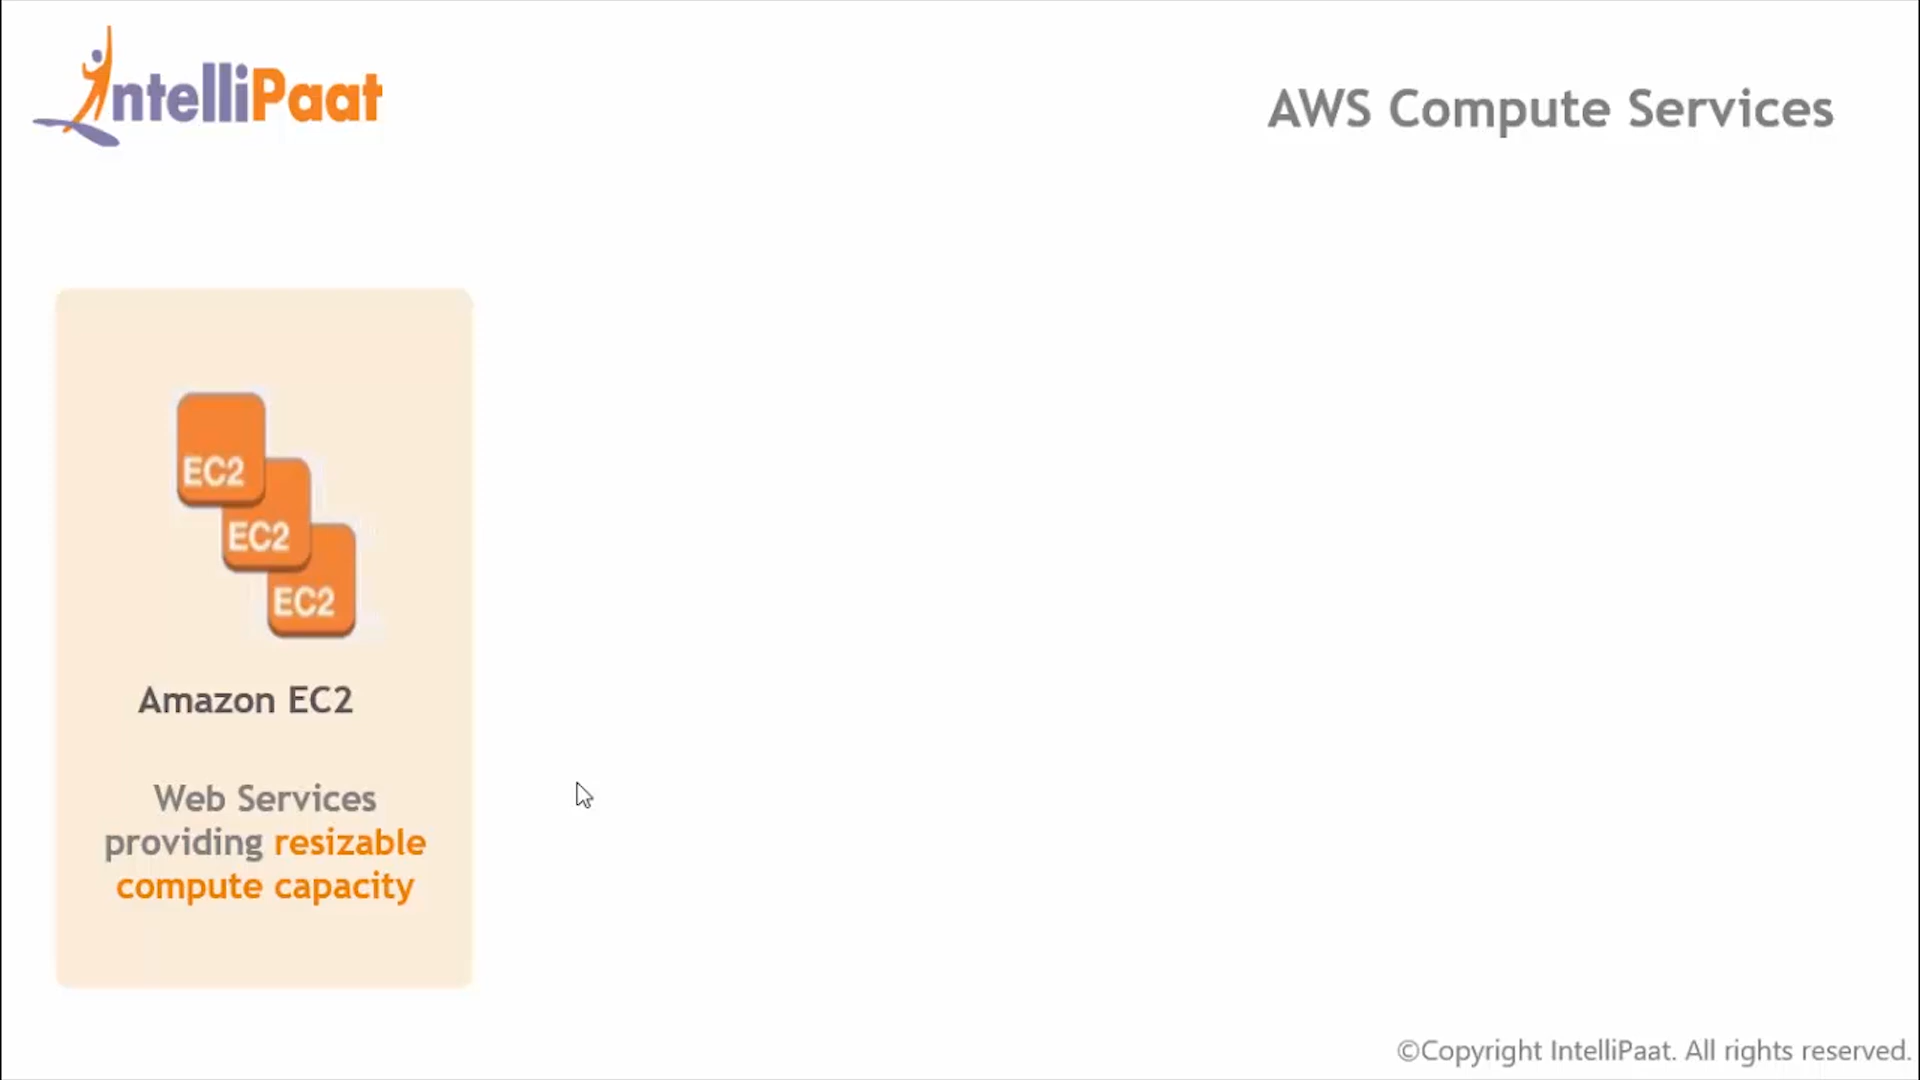 IntelliPaat
AWS Compute Services
EC2
EC2
EC2
Amazon EC2
Web Services
providing resizable
compute capacity
©Copyright IntelliPaat. All rights reserved.